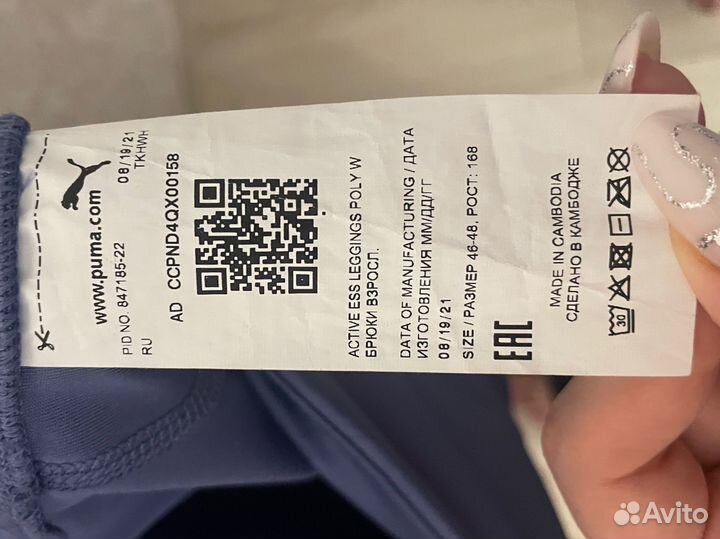 www.puma.com
PID NO. 847185-22
RU
08/19/21
TKHWH
AD CCPND4QX00158
ACTIVE ESS LEGGINGS POLY W
БРЮКИ ВЗРОСЛ.
DATA OF MANUFACTURING / ДАТА
ИЗГОТОВЛЕНИЯ ММ/ДД/ГГ
08/19/21
SIZE / РАЗМЕР 46-48, РОСТ: 168
EAC
MADE IN CAMBODIA
СДЕЛАНО В КАМБОДЖЕ
30
Avito